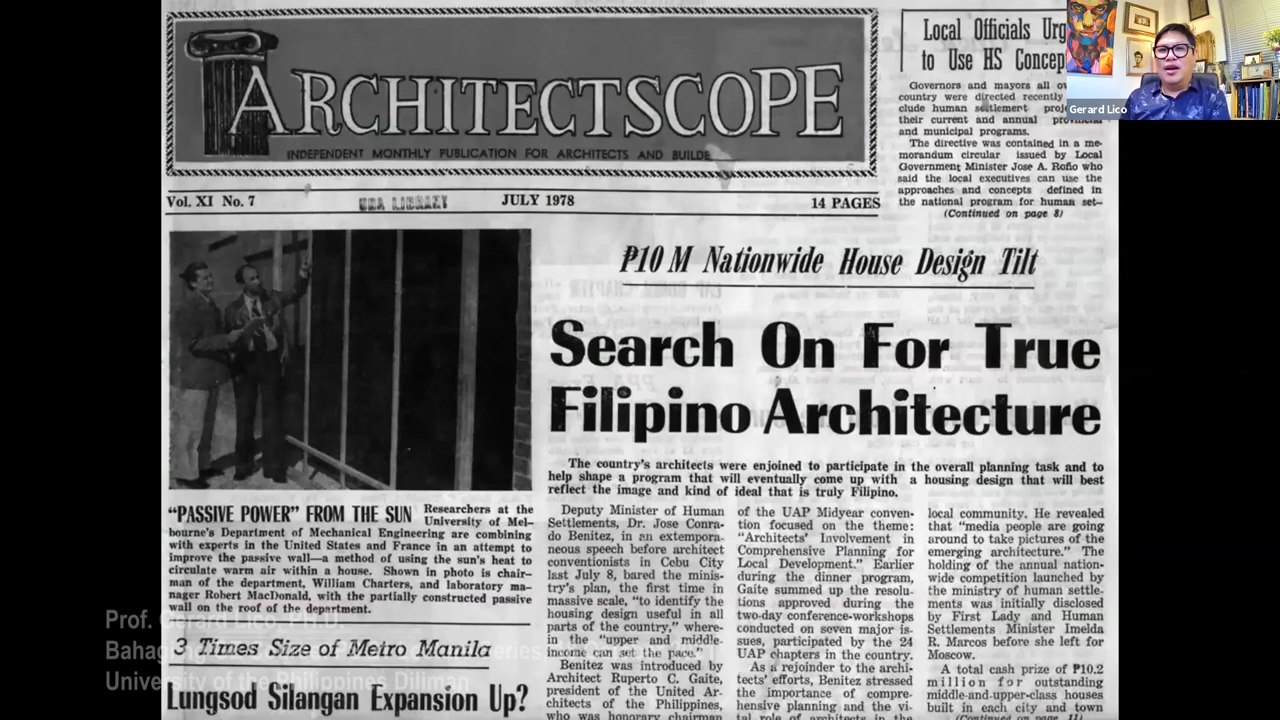 ARCHITECTSCOPE
INDEPENDENT MONTHLY PUBLICATION FOR ARCHITECTS AND BUILDE
Vol. XI No. 7
JULY 1978
14 PAGES
Local Officials Urg
to Use HS Concep
Governors and mayors all ov
country were directed recently
clude human settlement proj
their current and annual provincial
and municipal programs.
The directive was contained in a me-
morandum circular issued by Local
Government Minister Jose A. Roño who
said the local executives can use the
approaches and concepts defined in
the national program for human set-
(Continued on page 8)
Gerard Lico
₱10 M Nationwide House Design Tilt
Search On For True
Filipino Architecture
The country's architects were enjoined to participate in the overall planning task and to
help shape a program that will eventually come up with a housing design that will best
reflect the image and kind of ideal that is truly Filipino.
Deputy Minister of Human
Settlements, Dr. Jose Conra-
do Benitez, in an extempora-
neous speech before architect
conventionists in Cebu City
last July 8, bared the minis-
try's plan, the first time in
massive scale, "to identify the
housing design useful in all
parts of the country," where-
in the "upper and middle-
income can set the pace."
Benitez was introduced by
Architect Ruperto C. Gaite,
president of the United Ar-
chitects of the Philippines,
who was honorary chairman
of the UAP Midyear conven-
tion focused on the theme:
"Architects' Involvement in
Comprehensive Planning for
Local Development." Earlier
during the dinner program,
Gaite summed up the resolu-
tions approved during the
two-day conference-workshops
conducted on seven major is-
sues, participated by the 24
UAP chapters in the country.
As a rejoinder to the archi-
tects' efforts, Benitez stressed
the importance of compre-
hensive planning and the vi-
tal role of architects in the
local community. He revealed
that "media people are going
around to take pictures of the
emerging architecture." The
holding of the annual nation-
wide competition launched by
the ministry of human settle-
ments was initially disclosed
by First Lady and Human
Settlements Minister Imelda
R. Marcos before she left for
Moscow.
A total cash prize of ₱10.2
million for outstanding
middle-and-upper-class houses
built in each city and town
(Continued on page 11)
"PASSIVE POWER" FROM THE SUN Researchers at the
University of Mel-
bourne's Department of Mechanical Engineering are combining
with experts in the United States and France in an attempt to
improve the passive wall—a method of using the sun's heat to
circulate warm air within a house. Shown in photo is chair-
man of the department, William Charters, and laboratory ma-
nager Robert MacDonald, with the partially constructed passive
wall on the roof of the department.
3 Times Size of Metro Manila
Lungsod Silangan Expansion Up?
Prof. Gerard Lico, PH.D.
University of the Philippines Diliman